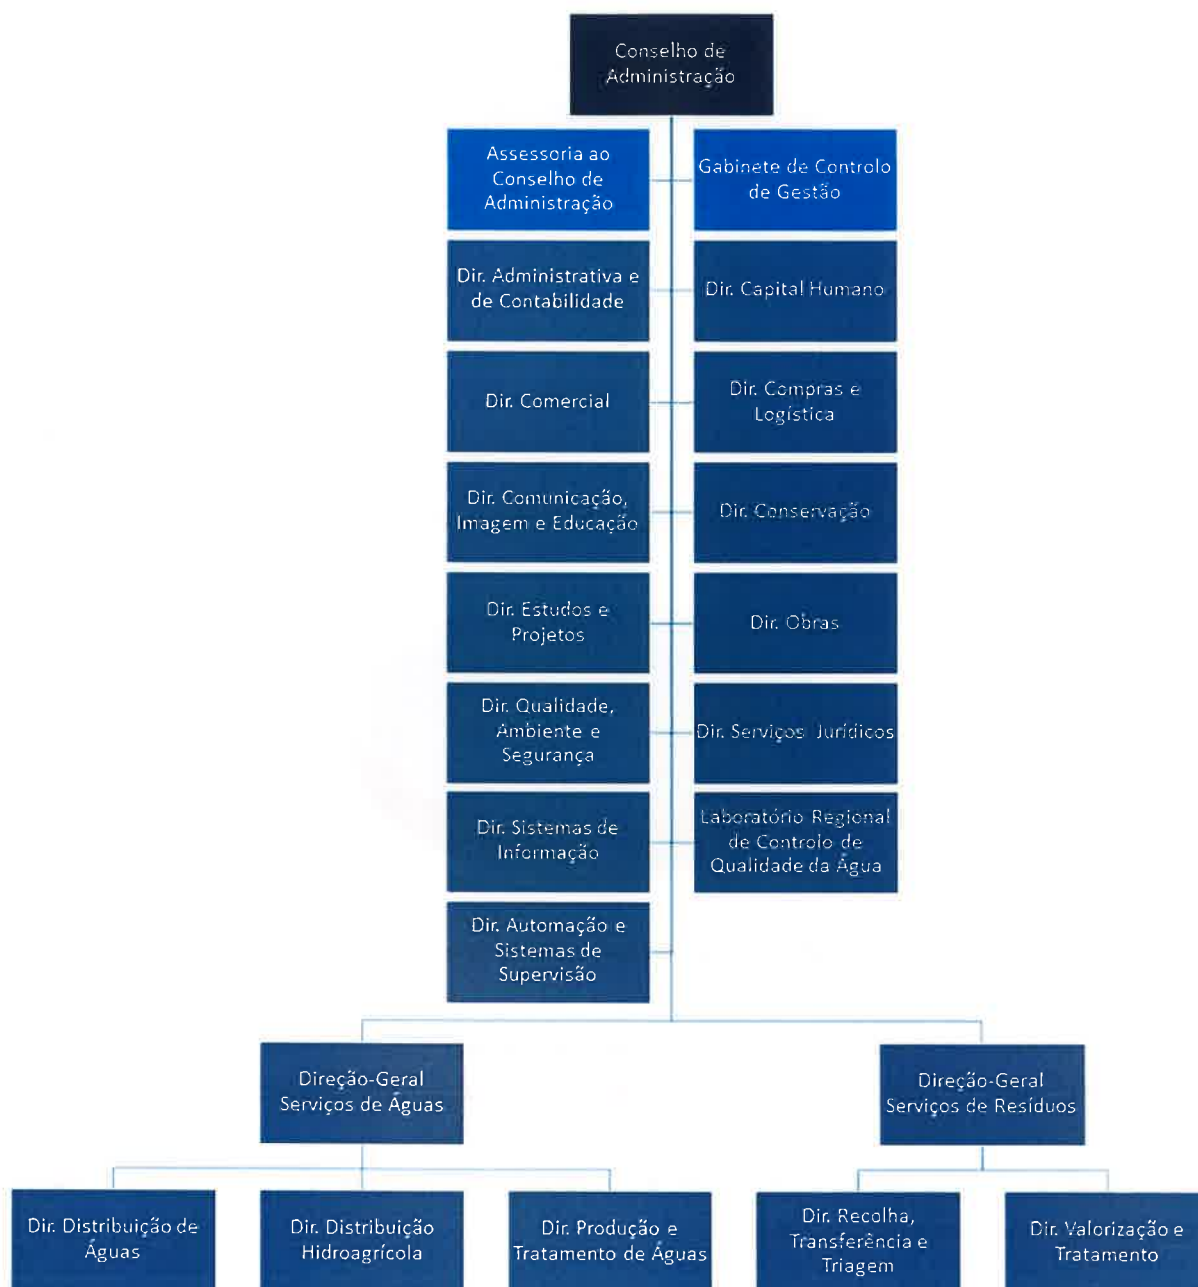 Conselho de
Administração
Assessoria ao
Conselho de
Administração
Gabinete de Controlo
de Gestão
Dir. Administrativa e
de Contabilidade
Dir. Capital Humano
Dir. Comercial
Dir. Compras e
Logística
Dir. Comunicação,
Imagem e Educação
Dir. Conservação
Dir. Estudos e
Projetos
Dir. Obras
Dir. Qualidade,
Ambiente e
Segurança
Dir. Serviços Jurídicos
Dir. Sistemas de
Informação
Laboratório Regional
de Controlo de
Qualidade da Água
Dir. Automação e
Sistemas de
Supervisão
Direção-Geral
Serviços de Águas
Direção-Geral
Serviços de Resíduos
Dir. Distribuição de
Águas
Dir. Distribuição
Hidroagrícola
Dir. Produção e
Tratamento de Águas
Dir. Recolha,
Transferência e
Triagem
Dir. Valorização e
Tratamento